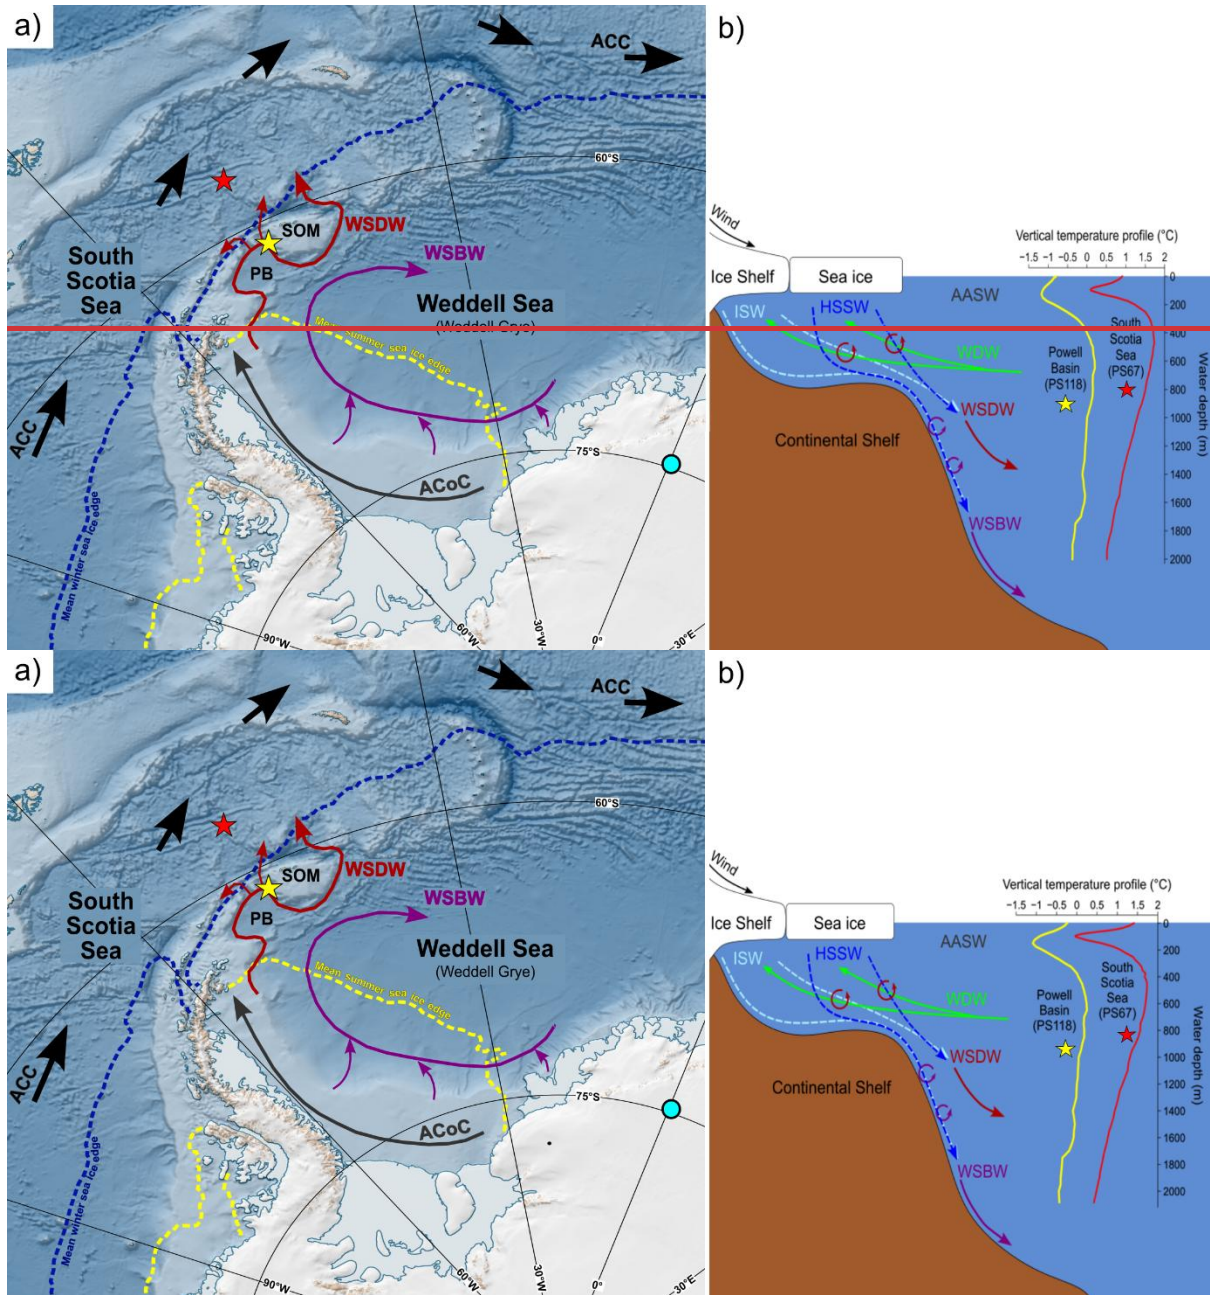 a)
ACC
60°S
SOM
WSDW
PB
WSBW
South
Scotia
Sea
Weddell Sea
(Weddell Grye)
Mean Summer sea ice edge
ACC
Mean winter sea ice edge
75°S
ACoC
90°W
60°W
30°W
0°
30°E
b)
Wind
Vertical temperature profile (°C)
−1.5 −1 −0.5 0 0.5 1 1.5 2
Ice Shelf
Sea ice
AASW
ISW
HSSW
WDW
South
Scotia
Sea
(PS67)
Powell
Basin
(PS118)
WSDW
Continental Shelf
WSBW
0
200
400
600
800
1000
1200
1400
1600
1800
2000
Water depth (m)
a)
ACC
60°S
SOM
WSDW
PB
WSBW
South
Scotia
Sea
Weddell Sea
(Weddell Grye)
Mean Summer sea ice edge
ACC
Mean winter sea ice edge
75°S
ACoC
90°W
60°W
30°W
0°
30°E
b)
Wind
Vertical temperature profile (°C)
−1.5 −1 −0.5 0 0.5 1 1.5 2
Ice Shelf
Sea ice
AASW
ISW
HSSW
WDW
South
Scotia
Sea
(PS67)
Powell
Basin
(PS118)
WSDW
Continental Shelf
WSBW
0
200
400
600
800
1000
1200
1400
1600
1800
2000
Water depth (m)